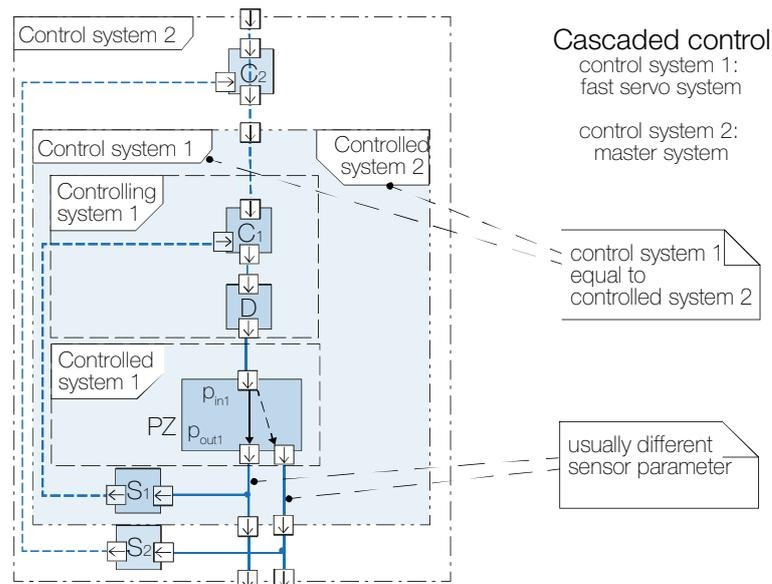 Control system 2
C2
Control system 1
Controlled
system 2
Controlling
system 1
C1
D
Controlled
system 1
pin1
PZ
pout1
S1
S2
Cascaded control
control system 1:
fast servo system
control system 2:
master system
control system 1
equal to
controlled system 2
usually different
sensor parameter